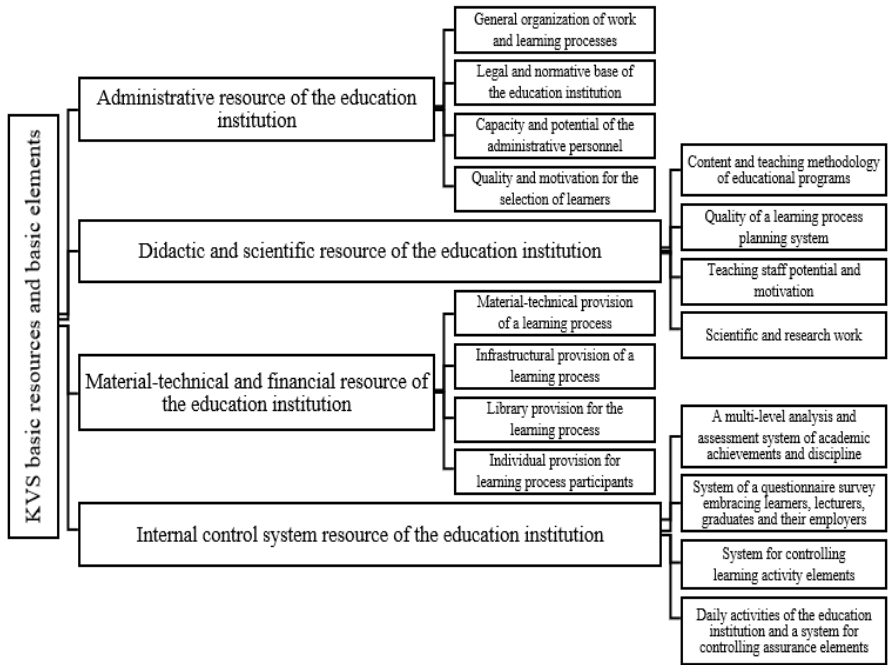 KVS basic resources and basic elements
Administrative resource of the education
institution
General organization of work
and learning processes
Legal and normative base of
the education institution
Capacity and potential of the
administrative personnel
Quality and motivation for the
selection of learners
Didactic and scientific resource of the education institution
Content and teaching methodology
of educational programs
Quality of a learning process
planning system
Teaching staff potential and
motivation
Scientific and research work
Material-technical and financial resource of
the education institution
Material-technical provision
of a learning process
Infrastructural provision of a
learning process
Library provision for the
learning process
Individual provision for
learning process participants
Internal control system resource of the education institution
A multi-level analysis and
assessment system of academic
achievements and discipline
System of a questionnaire survey
embracing learners, lecturers,
graduates and their employers
System for controlling
learning activity elements
Daily activities of the education
institution and a system for
controlling assurance elements